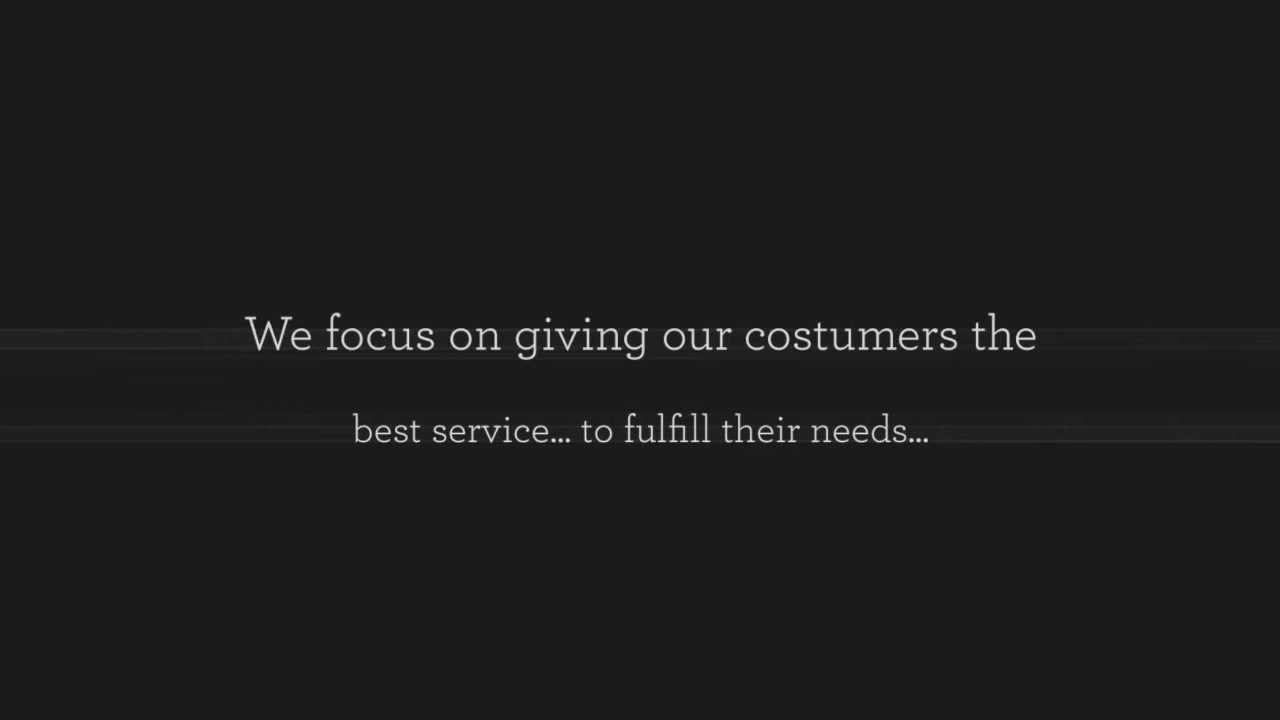 We focus on giving our costumers the
best service... to fulfill their needs...